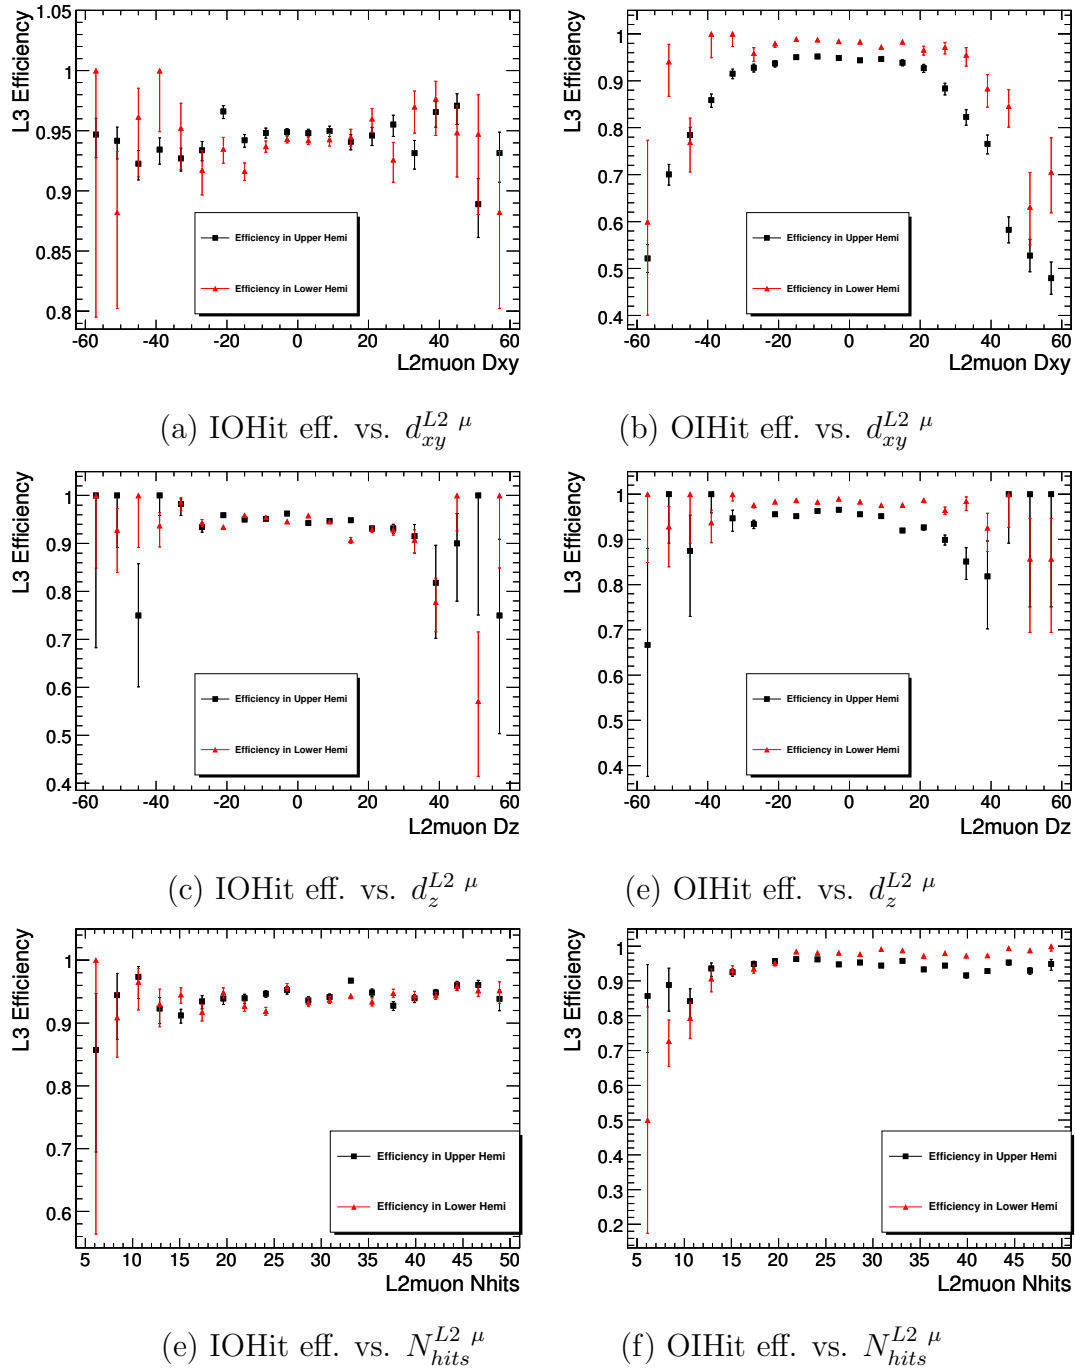 1.05
1
0.95
0.9
0.85
0.8
L3 Efficiency
Efficiency in Upper Hemi
Efficiency in Lower Hemi
-60 -40 -20 0 20 40 60
L2muon Dxy
(a) IOHit eff. vs. d_{xy}^{L2 μ}
1
0.9
0.8
0.7
0.6
0.5
0.4
L3 Efficiency
Efficiency in Upper Hemi
Efficiency in Lower Hemi
-60 -40 -20 0 20 40 60
L2muon Dxy
(b) OIHit eff. vs. d_{xy}^{L2 μ}
1
0.9
0.8
0.7
0.6
0.5
0.4
L3 Efficiency
Efficiency in Upper Hemi
Efficiency in Lower Hemi
-60 -40 -20 0 20 40 60
L2muon Dz
(c) IOHit eff. vs. d_{z}^{L2 μ}
1
0.9
0.8
0.7
0.6
0.5
0.4
L3 Efficiency
Efficiency in Upper Hemi
Efficiency in Lower Hemi
-60 -40 -20 0 20 40 60
L2muon Dz
(e) OIHit eff. vs. d_{z}^{L2 μ}
1
0.9
0.8
0.7
0.6
L3 Efficiency
Efficiency in Upper Hemi
Efficiency in Lower Hemi
5 10 15 20 25 30 35 40 45 50
L2muon Nhits
(e) IOHit eff. vs. N_{hits}^{L2 μ}
1
0.9
0.8
0.7
0.6
0.5
0.4
0.3
0.2
L3 Efficiency
Efficiency in Upper Hemi
Efficiency in Lower Hemi
5 10 15 20 25 30 35 40 45 50
L2muon Nhits
(f) OIHit eff. vs. N_{hits}^{L2 μ}